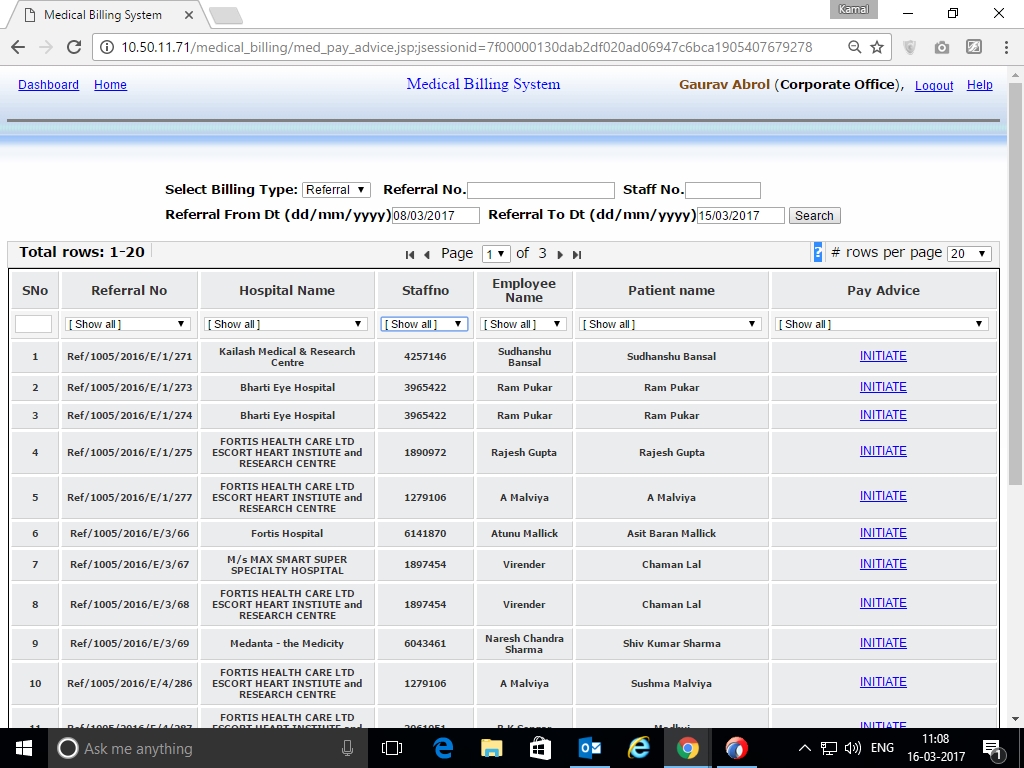 Medical Billing System
Kamal
10.50.11.71/medical_billing/med_pay_advice.jsp;jsessionid=7f00000130dab2df020ad06947c6bca1905407679278
Dashboard Home Medical Billing System Gaurav Abrol (Corporate Office), Logout Help
Select Billing Type: Referral Referral No. Staff No.
Referral From Dt (dd/mm/yyyy) 08/03/2017 Referral To Dt (dd/mm/yyyy) 15/03/2017 Search
Total rows: 1-20 Page 1 of 3 ? # rows per page 20
SNo Referral No Hospital Name Staffno Employee Name Patient name Pay Advice
[ Show all ] [ Show all ] [ Show all ] [ Show all ] [ Show all ] [ Show all ]
1 Ref/1005/2016/E/1/271 Kailash Medical & Research Centre 4257146 Sudhanshu Bansal Sudhanshu Bansal INITIATE
2 Ref/1005/2016/E/1/273 Bharti Eye Hospital 3965422 Ram Pukar Ram Pukar INITIATE
3 Ref/1005/2016/E/1/274 Bharti Eye Hospital 3965422 Ram Pukar Ram Pukar INITIATE
4 Ref/1005/2016/E/1/275 FORTIS HEALTH CARE LTD ESCORT HEART INSTIUTE and RESEARCH CENTRE 1890972 Rajesh Gupta Rajesh Gupta INITIATE
5 Ref/1005/2016/E/1/277 FORTIS HEALTH CARE LTD ESCORT HEART INSTIUTE and RESEARCH CENTRE 1279106 A Malviya A Malviya INITIATE
6 Ref/1005/2016/E/3/66 Fortis Hospital 6141870 Atunu Mallick Asit Baran Mallick INITIATE
7 Ref/1005/2016/E/3/67 M/s MAX SMART SUPER SPECIALTY HOSPITAL 1897454 Virender Chaman Lal INITIATE
8 Ref/1005/2016/E/3/68 FORTIS HEALTH CARE LTD ESCORT HEART INSTIUTE and RESEARCH CENTRE 1897454 Virender Chaman Lal INITIATE
9 Ref/1005/2016/E/3/69 Medanta - the Medicity 6043461 Naresh Chandra Sharma Shiv Kumar Sharma INITIATE
10 Ref/1005/2016/E/4/286 FORTIS HEALTH CARE LTD ESCORT HEART INSTIUTE and RESEARCH CENTRE 1279106 A Malviya Sushma Malviya INITIATE
11 FORTIS HEALTH CARE LTD INITIATE
Ask me anything ENG 11:08
16-03-2017 1